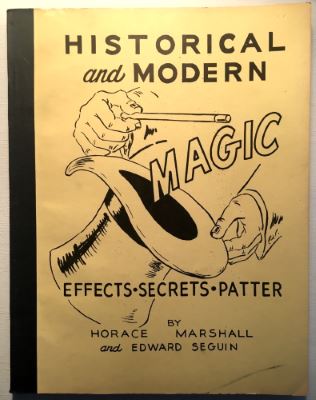 HISTORICAL
and MODERN
MAGIC
EFFECTS•SECRETS•PATTER
BY
HORACE MARSHALL
and EDWARD SEGUIN